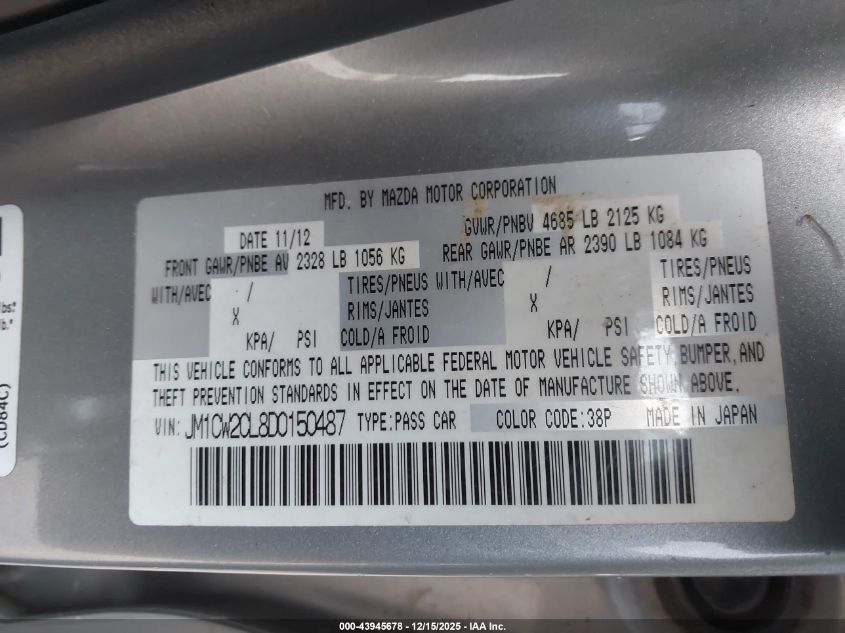 MFD. BY MAZDA MOTOR CORPORATION
DATE 11/12
GVWR/PNBV 4685 LB 2125 KG
FRONT GAWR/PNBE AV 2328 LB 1056 KG
REAR GAWR/PNBE AR 2390 LB 1084 KG
WITH/AVEC / TIRES/PNEUS WITH/AVEC / TIRES/PNEUS
X RIMS/JANTES X RIMS/JANTES
KPA/ PSI COLD/A FROID KPA/ PSI COLD/A FROID
THIS VEHICLE CONFORMS TO ALL APPLICABLE FEDERAL MOTOR VEHICLE SAFETY BUMPER,AND
THEFT PREVENTION STANDARDS IN EFFECT ON THE DATE OF MANUFACTURE SHOWN ABOVE.
VIN: JM1CW2CL8D0150487 TYPE:PASS CAR COLOR CODE:38P MADE IN JAPAN
lbs.*
lb.*
(CD84C)
000-43945678 - 12/15/2025 - IAA Inc.